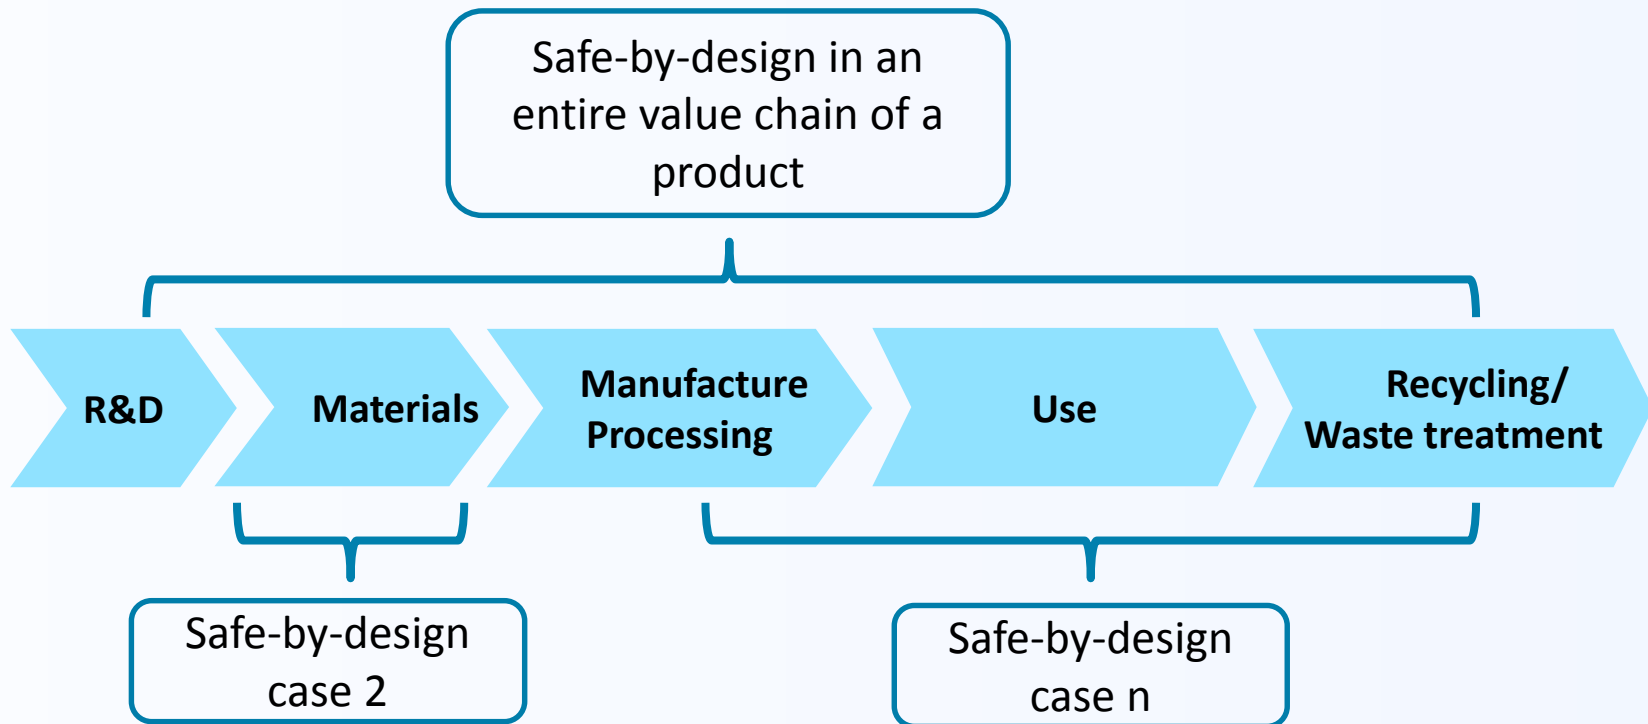 Safe-by-design in an
entire value chain of a
product
R&D
Materials
Manufacture
Processing
Use
Recycling/
Waste treatment
Safe-by-design
case 2
Safe-by-design
case n